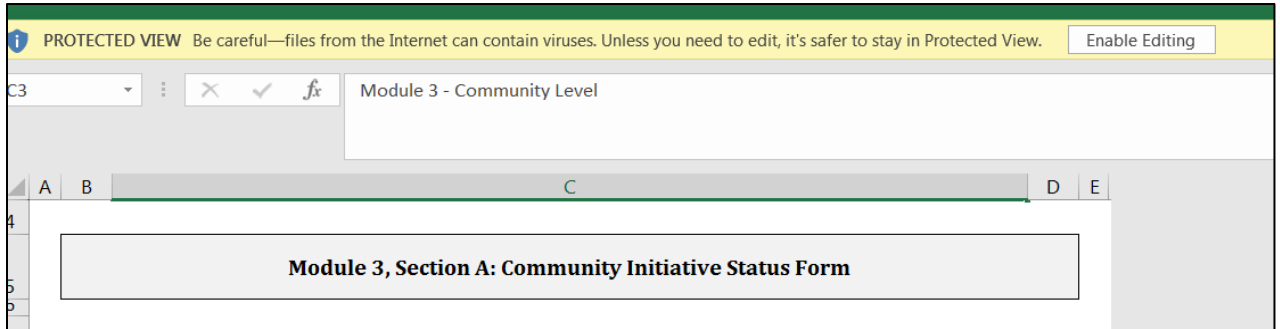 PROTECTED VIEW Be careful—files from the Internet can contain viruses. Unless you need to edit, it's safer to stay in Protected View. Enable Editing
C3 fx Module 3 - Community Level
A B C D E
4
Module 3, Section A: Community Initiative Status Form
5
6